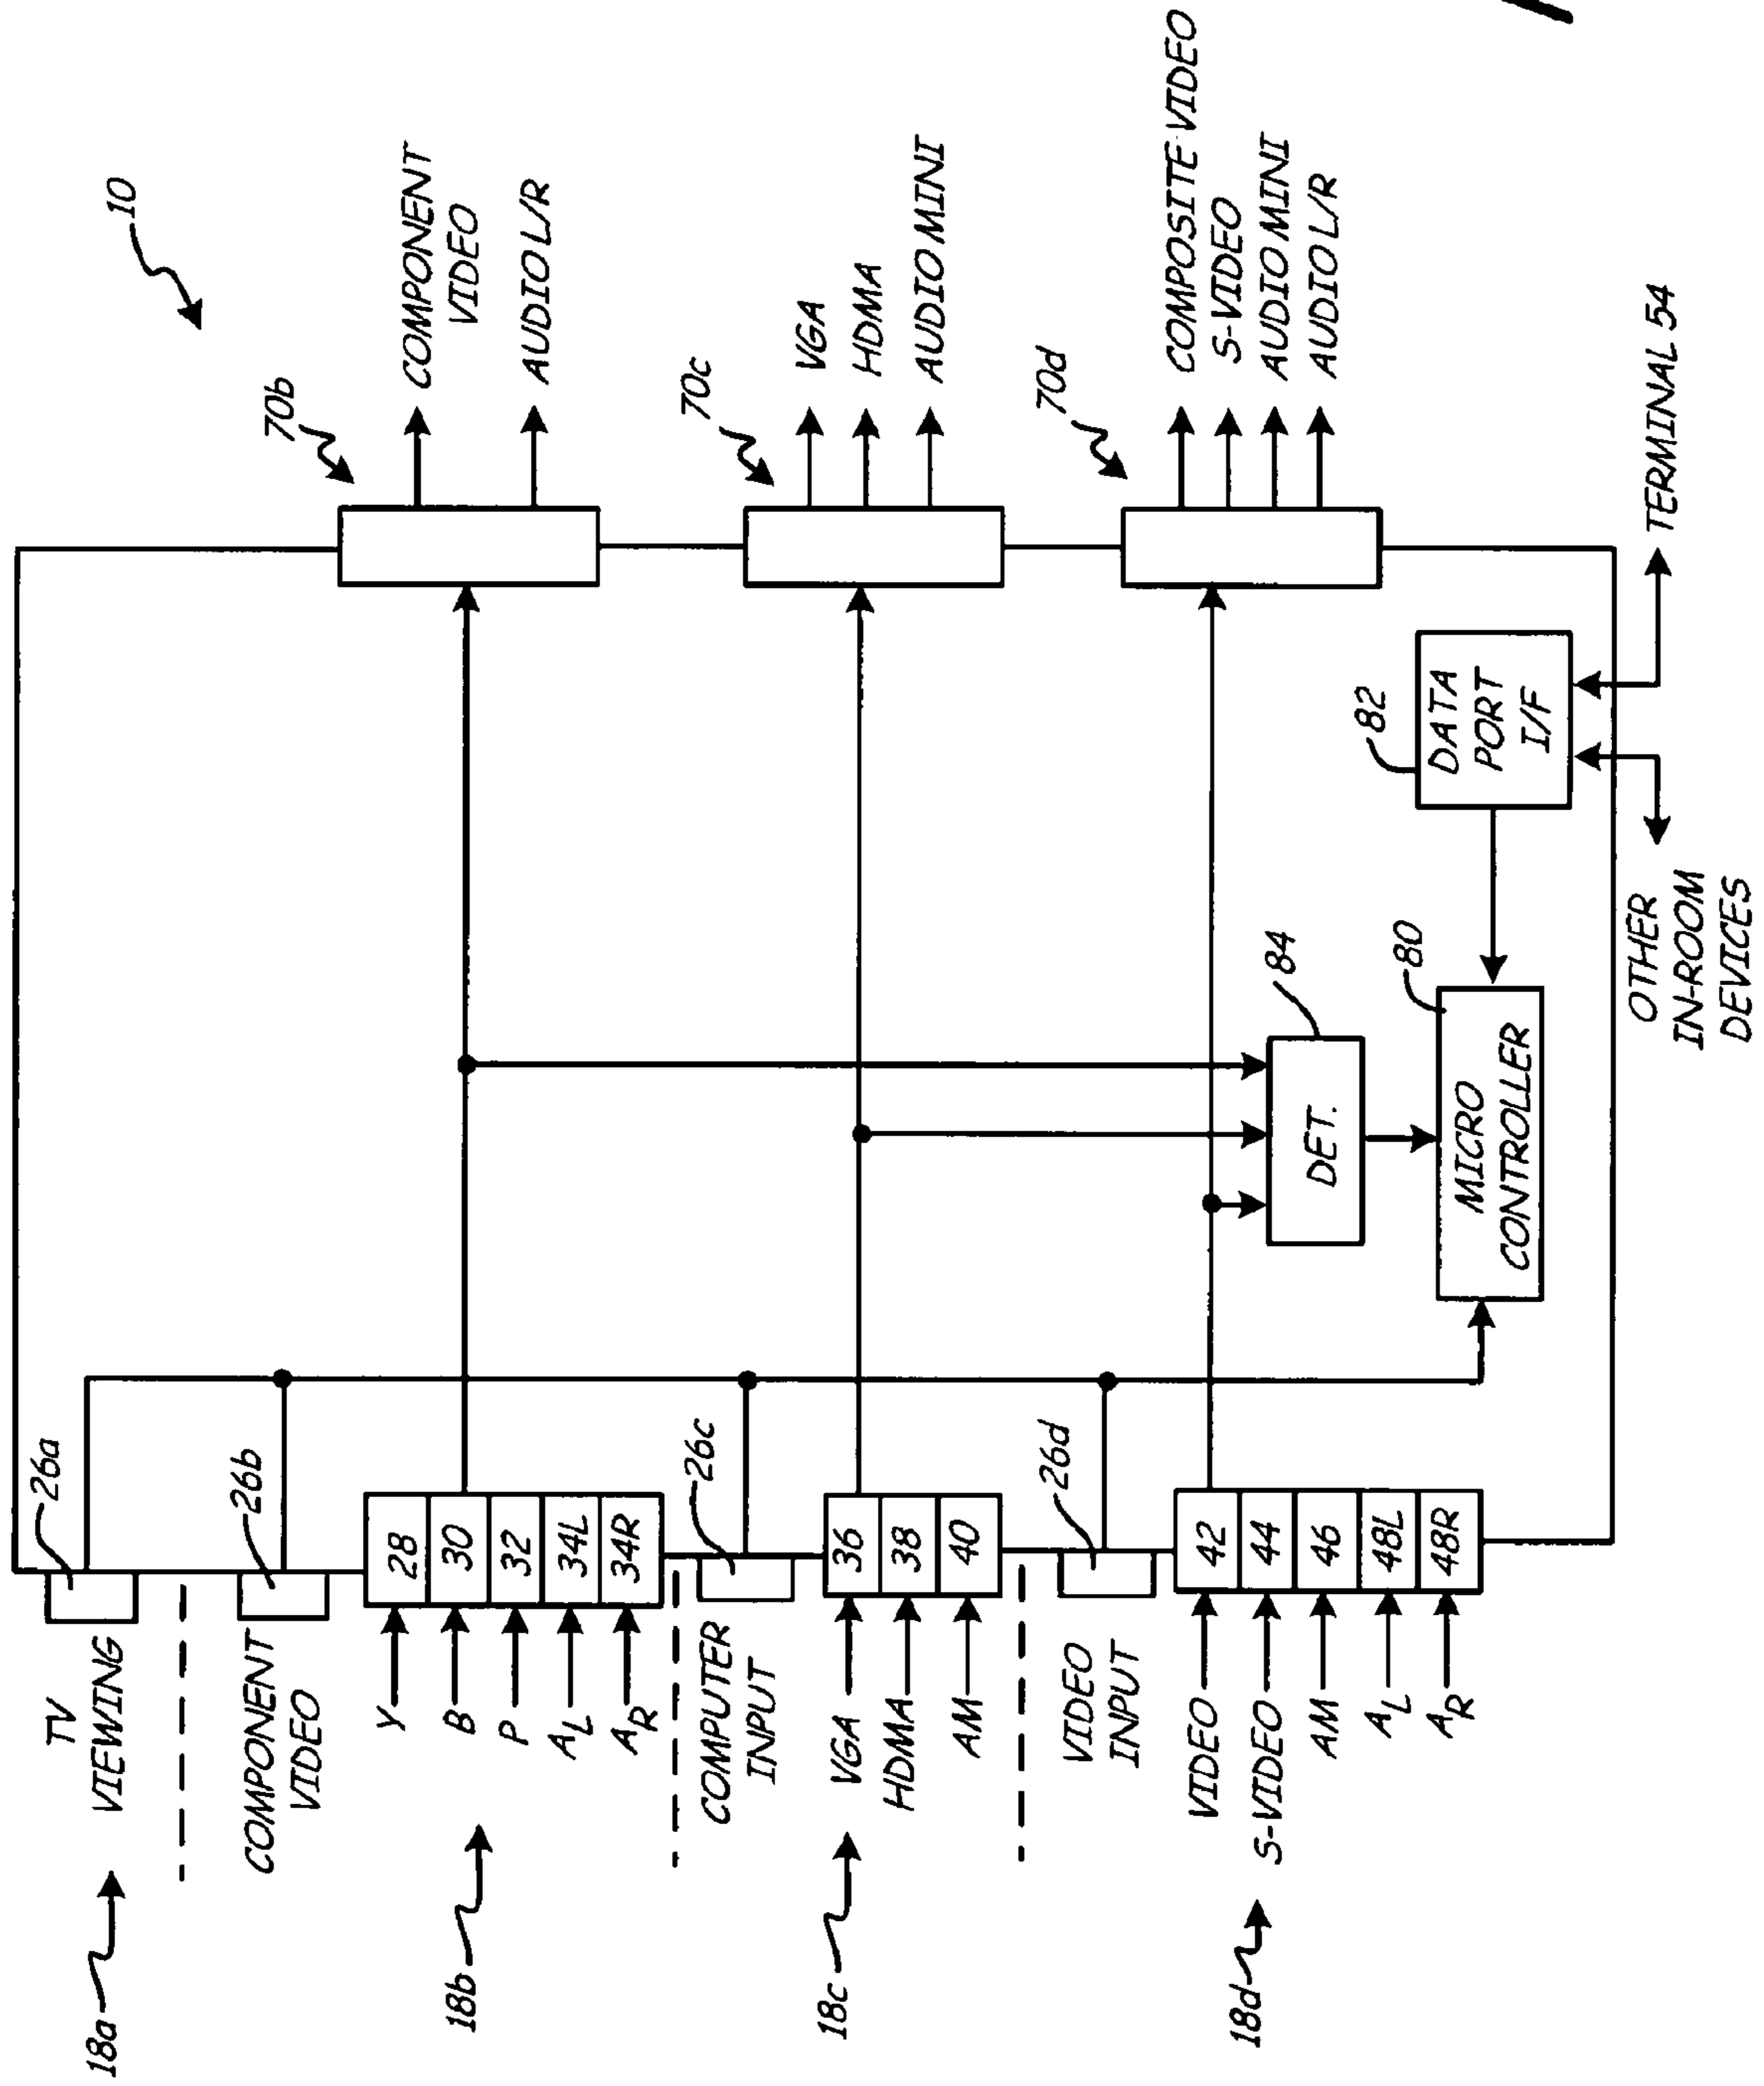 10
18a
TV
VIEWING
26a
COMPONENT
VIDEO
26b
18b
Y
B
P
AL
AR
28
30
32
34L
34R
70b
COMPONENT
VIDEO
AUDIO L/R
18c
COMPUTER
INPUT
26c
VGA
HDMA
AM
36
38
40
70c
VGA
HDMA
AUDIO MINI
18d
VIDEO
INPUT
26d
VIDEO
S-VIDEO
AM
AL
AR
42
44
46
48L
48R
70d
COMPOSITE VIDEO
S-VIDEO
AUDIO MINI
AUDIO L/R
84
DET.
80
MICRO
CONTROLLER
82
DATA
PORT
I/F
OTHER
IN-ROOM
DEVICES
TERMINAL 54